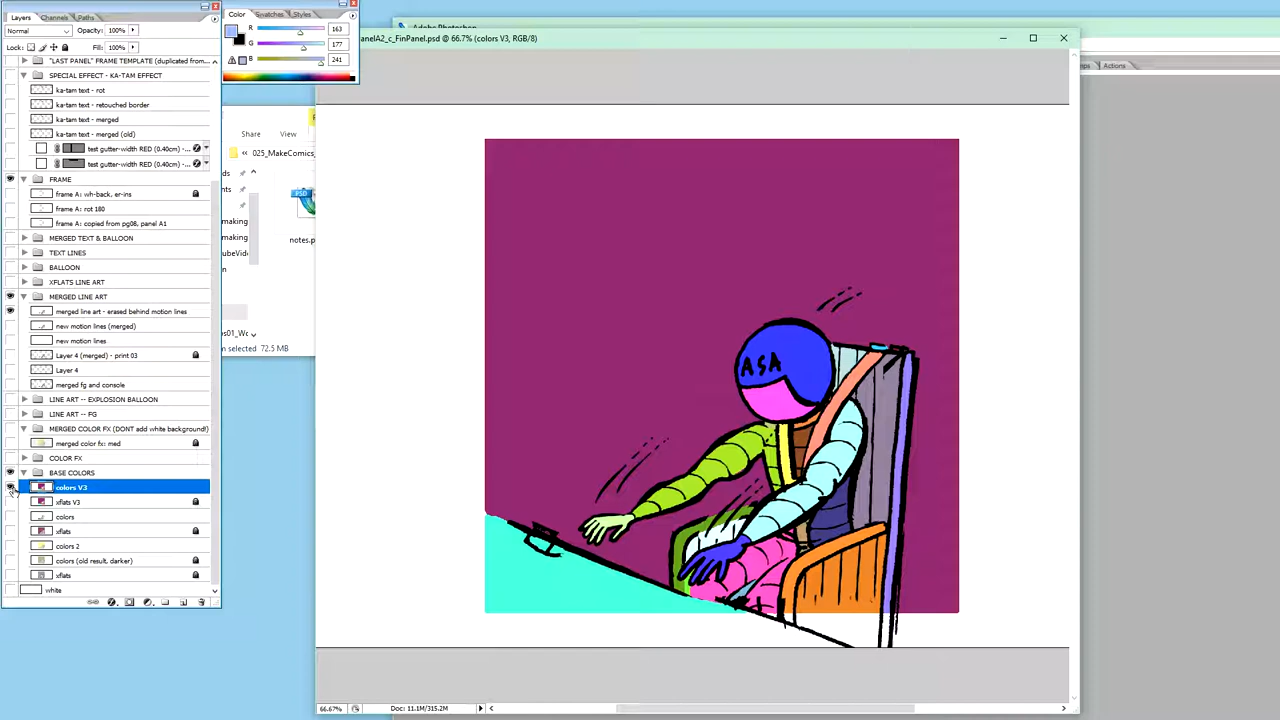 Layers Channels Paths
Normal Opacity: 100%
Lock: Fill: 100%
"LAST PANEL" FRAME TEMPLATE (duplicated from...
SPECIAL EFFECT - KA-TAM EFFECT
ka-tam text - rot
ka-tam text - retouched border
ka-tam text - merged
ka-tam text - merged (old)
test gutter-width RED (0.40cm) -...
test gutter-width RED (0.40cm) -...
FRAME
frame A: wh-back, er-ins
frame A: rot 180
frame A: copied from pg08, panel A1
MERGED TEXT & BALLOON
TEXT LINES
BALLOON
XFLATS LINE ART
MERGED LINE ART
merged line art - erased behind motion lines
new motion lines (merged)
new motion lines
Layer 4 (merged) - print 03
Layer 4
merged fg and console
LINE ART -- EXPLOSION BALLOON
LINE ART -- FG
MERGED COLOR FX (DONT add white background!)
merged color fx: med
COLOR FX
BASE COLORS
colors V3
xflats V3
colors
xflats
colors 2
colors (old result, darker)
xflats
white
Color Swatches Styles
R 163
G 177
B 241
Share View
« 025_MakeComics_
notes.p
selected 72.5 MB
Adobe Photoshop
anelA2_c_FinPanel.psd @ 66.7% (colors V3, RGB/8)
Actions
ASA
66.67% Doc: 11.1M/315.2M